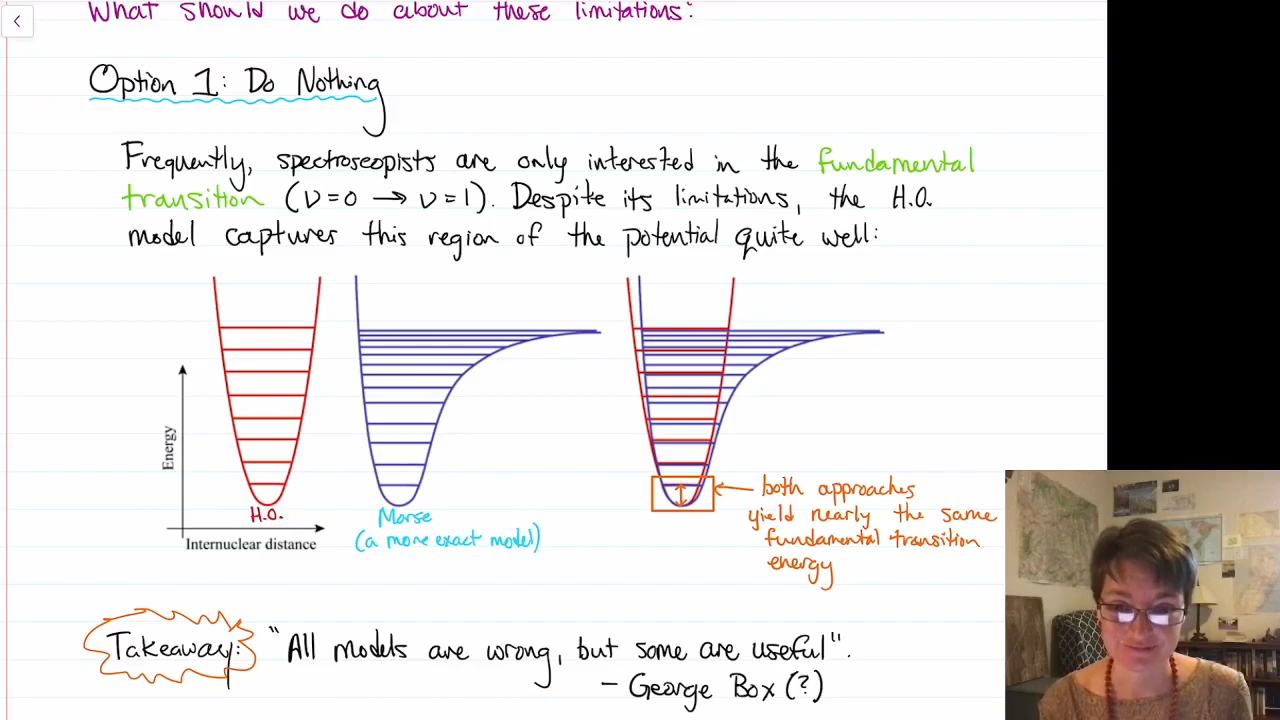 What should we do about these limitations?
Option 1: Do Nothing
Frequently, spectroscopists are only interested in the fundamental
transition (ν=0 → ν=1). Despite its limitations, the H.O.
model captures this region of the potential quite well:
Energy
H.O.
Internuclear distance
Morse
(a more exact model)
both approaches
yield nearly the same
fundamental transition
energy
Takeaway: "All models are wrong, but some are useful".
– George Box (?)